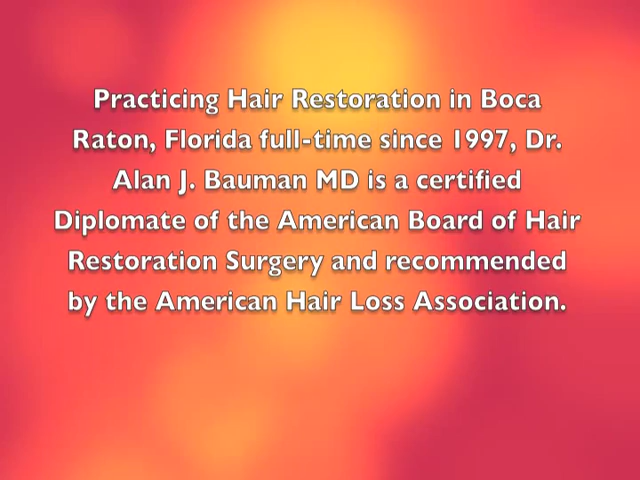 Practicing Hair Restoration in Boca
Raton, Florida full-time since 1997, Dr.
Alan J. Bauman MD is a certified
Diplomate of the American Board of Hair
Restoration Surgery and recommended
by the American Hair Loss Association.